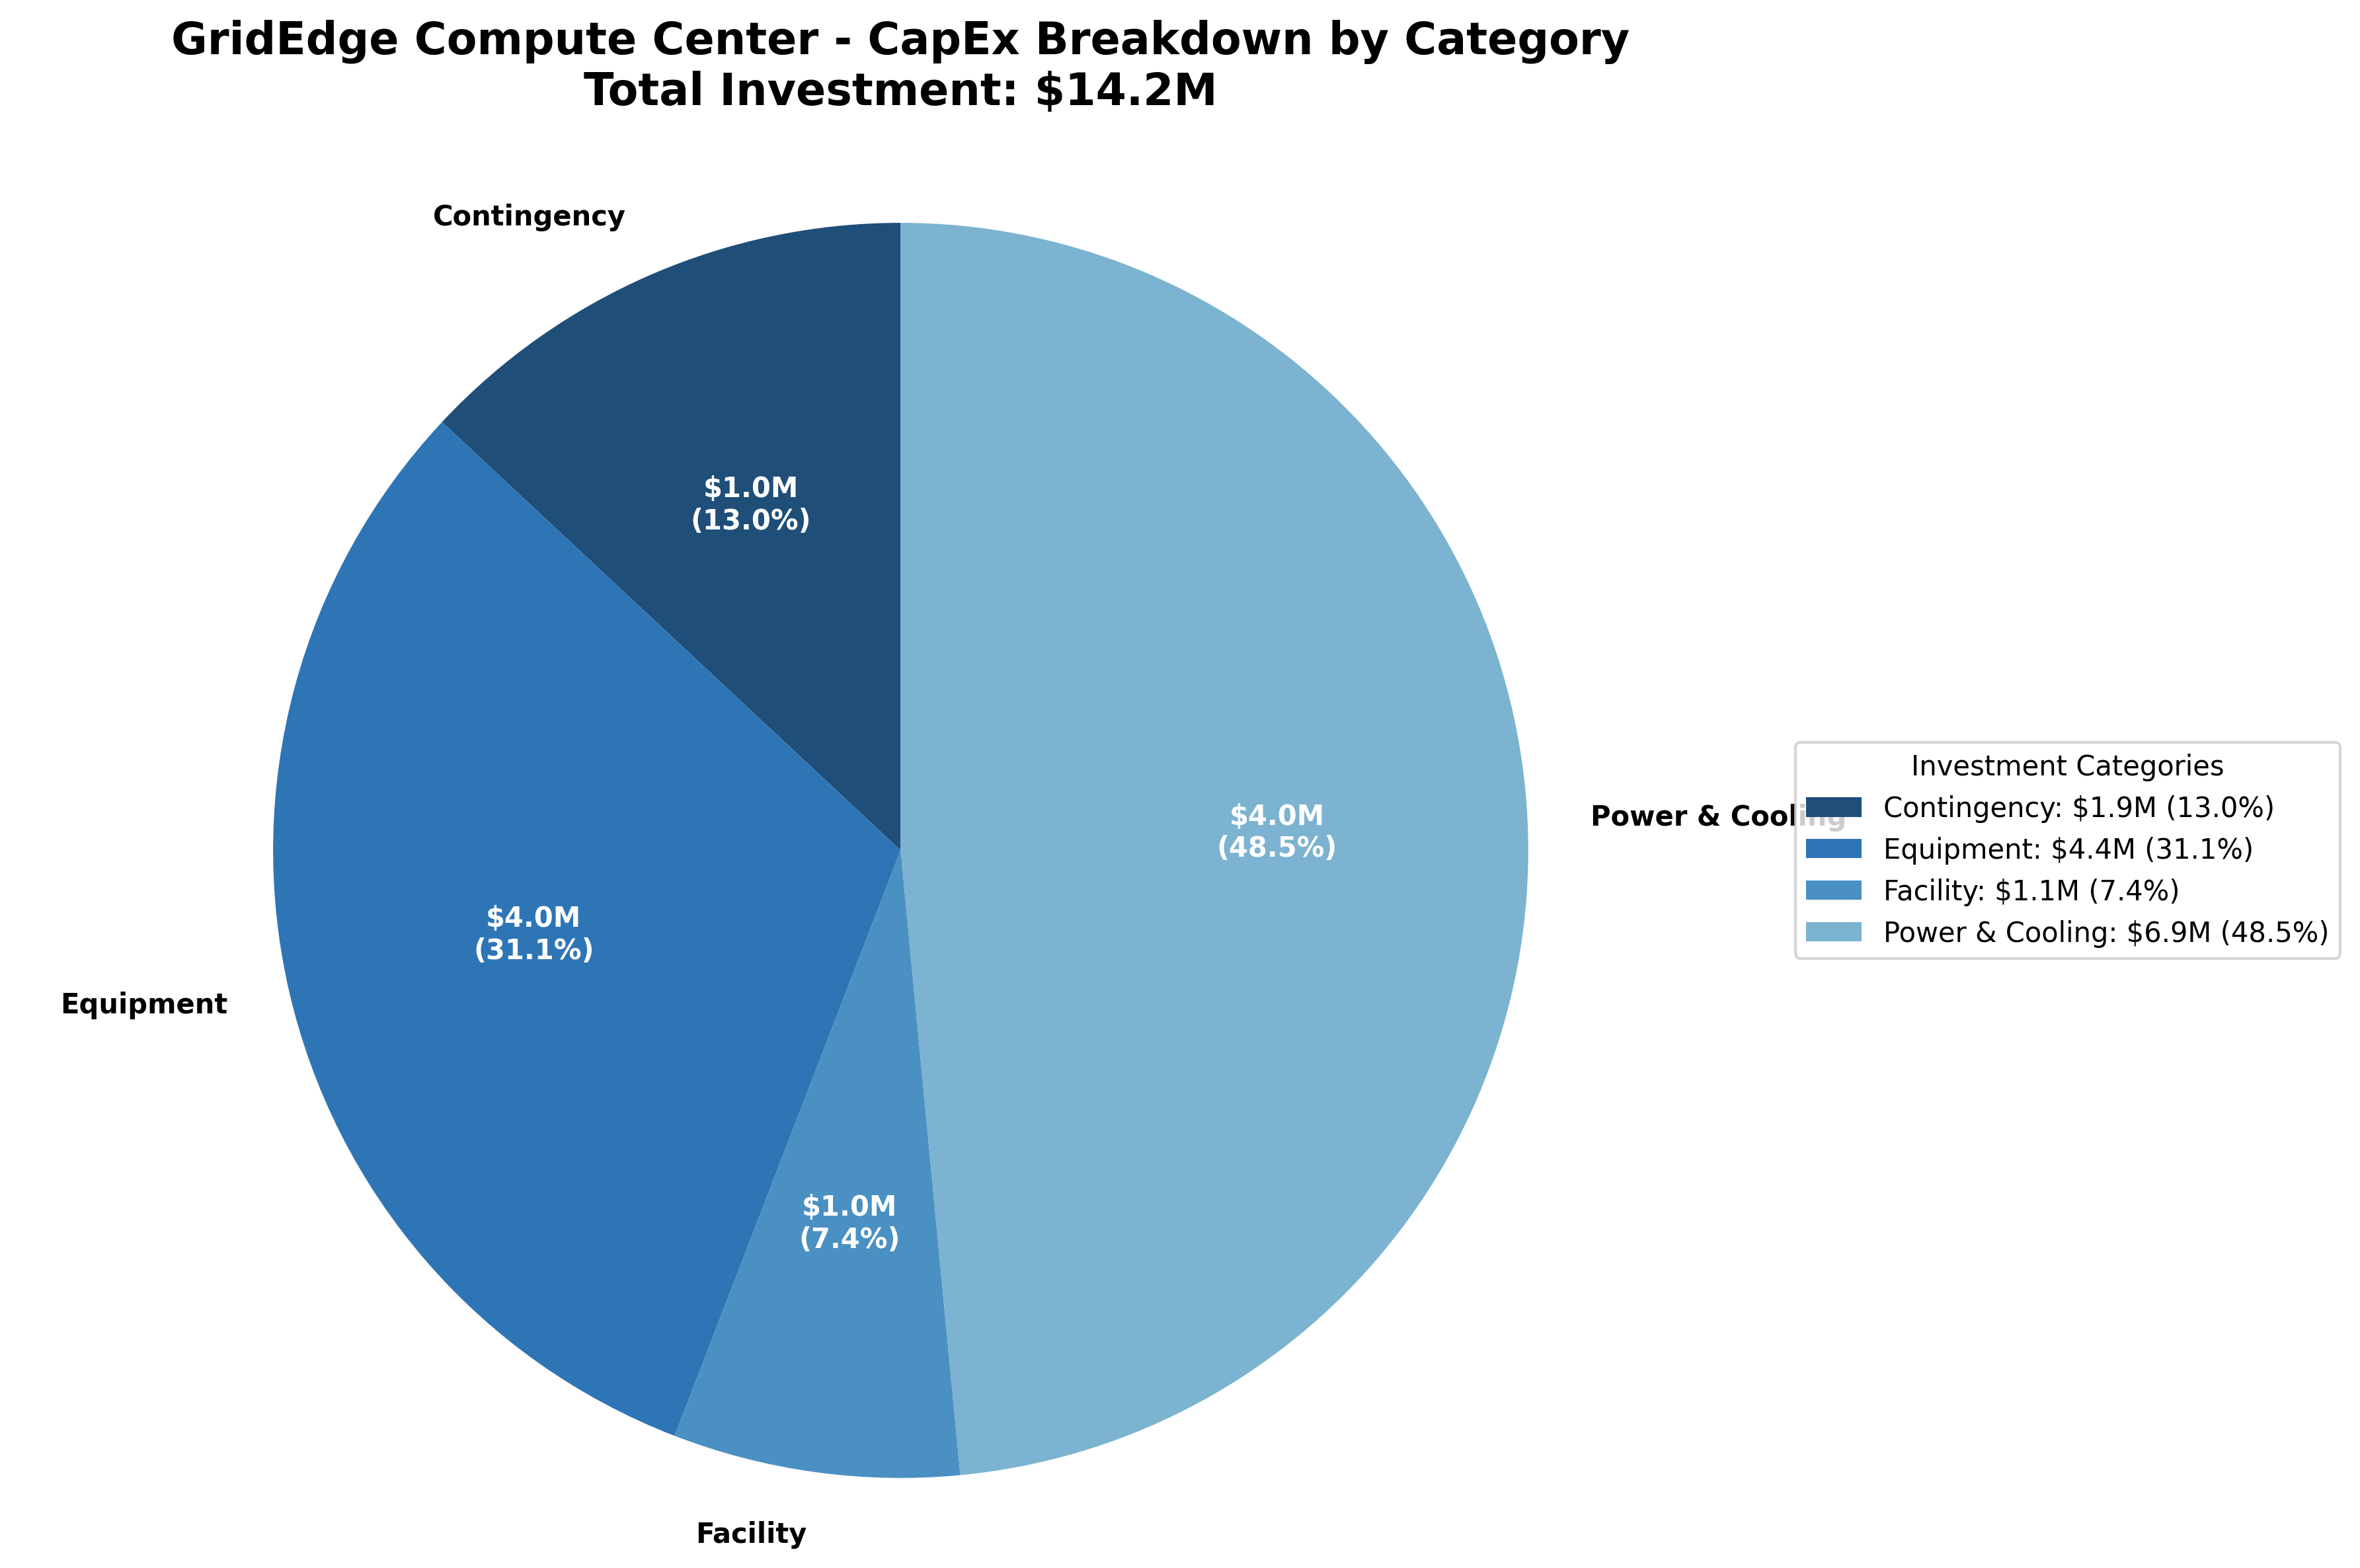 GridEdge Compute Center - CapEx Breakdown by Category
Total Investment: $14.2M
Contingency
$1.0M
(13.0%)
$4.0M
(48.5%)
Power & Cooling
$4.0M
(31.1%)
Equipment
$1.0M
(7.4%)
Facility
Investment Categories
Contingency: $1.9M (13.0%)
Equipment: $4.4M (31.1%)
Facility: $1.1M (7.4%)
Power & Cooling: $6.9M (48.5%)